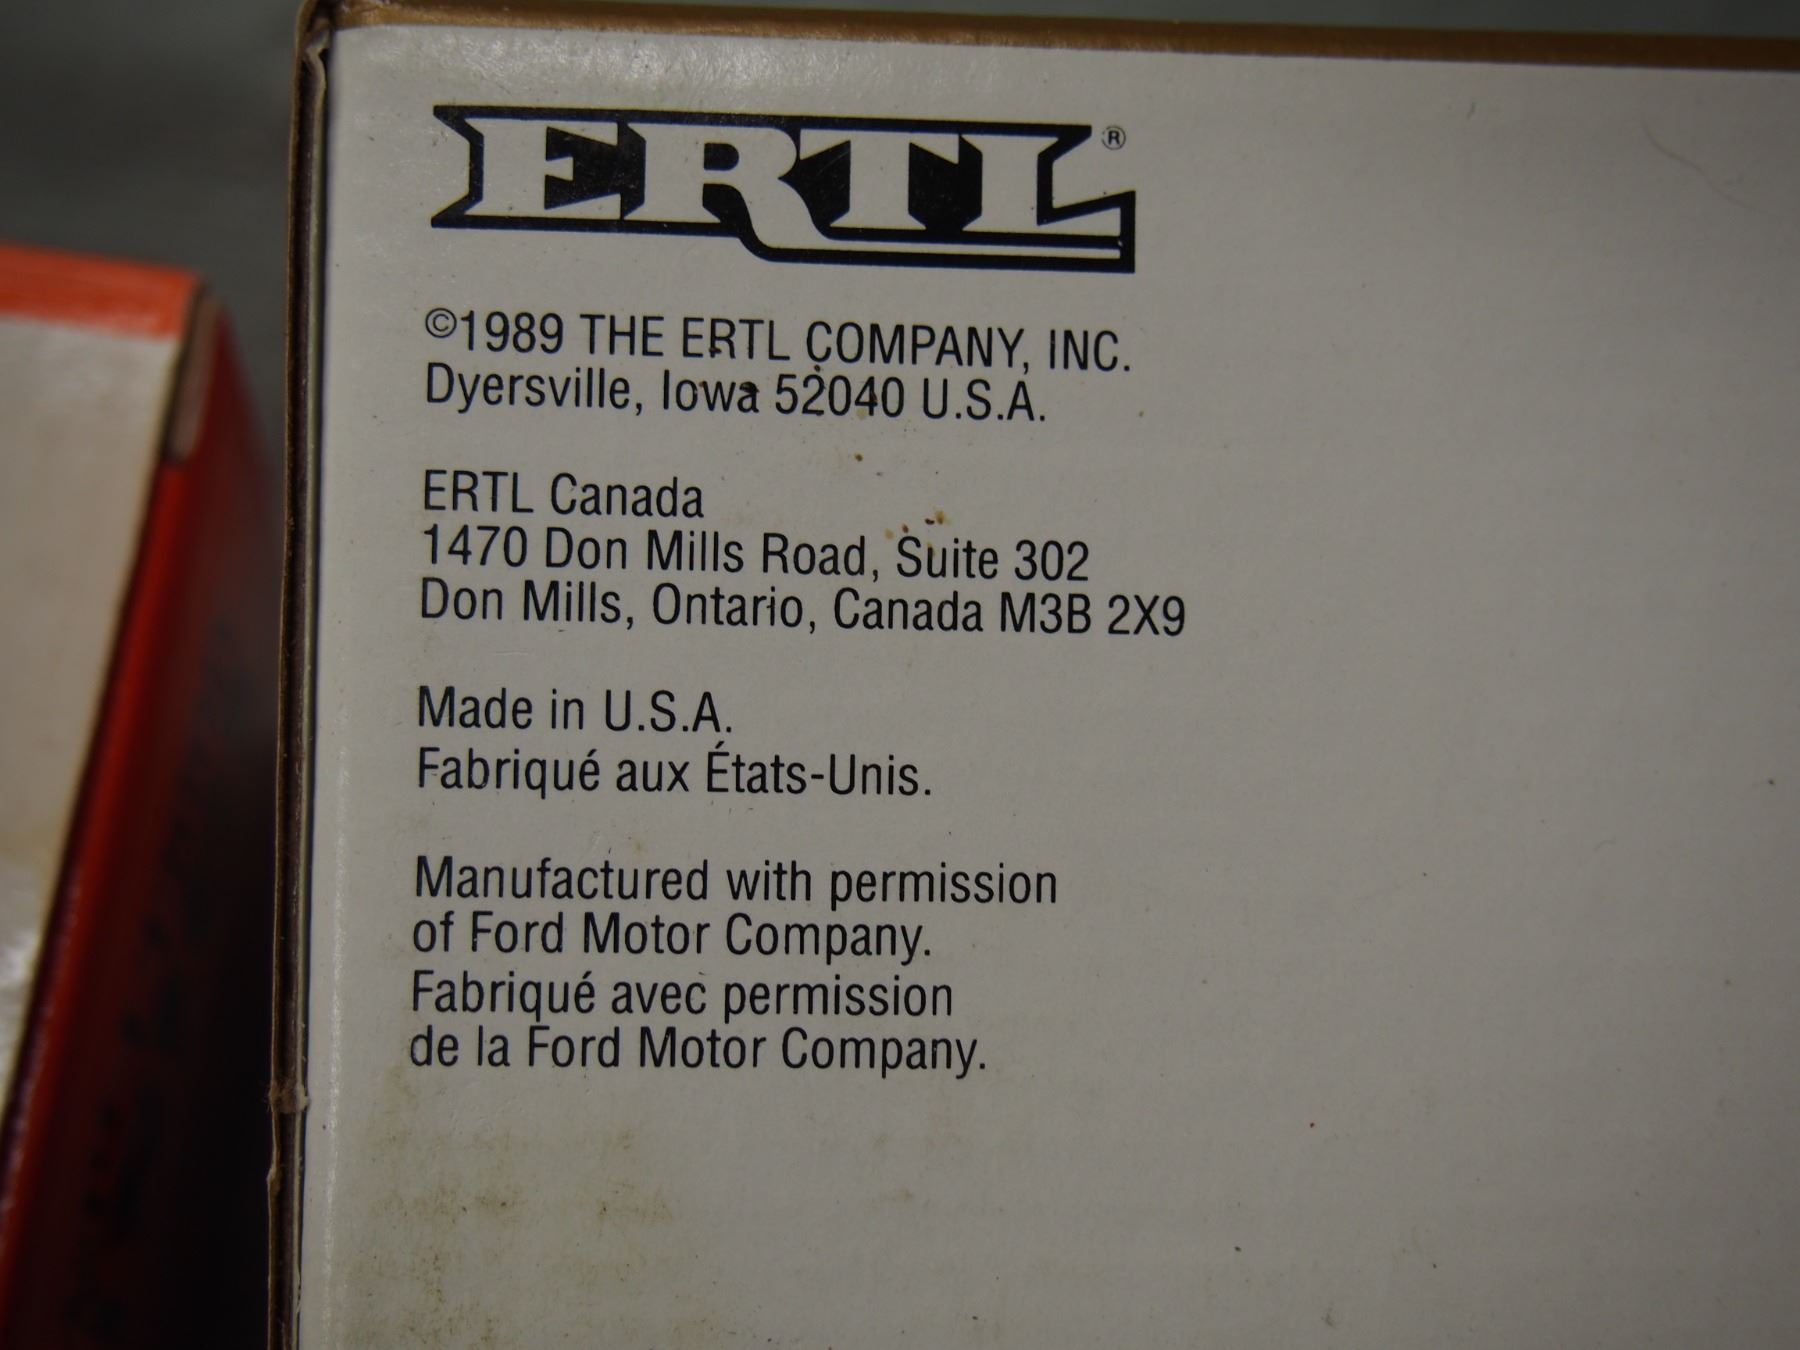 ERTL®
©1989 THE ERTL COMPANY, INC.
Dyersville, Iowa 52040 U.S.A.
ERTL Canada
1470 Don Mills Road, Suite 302
Don Mills, Ontario, Canada M3B 2X9
Made in U.S.A.
Fabriqué aux États-Unis.
Manufactured with permission
of Ford Motor Company.
Fabriqué avec permission
de la Ford Motor Company.